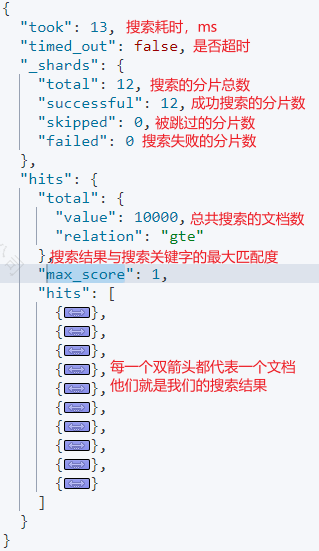 {
"took": 13, 搜索耗时，ms
"timed_out": false, 是否超时
"_shards": {
"total": 12, 搜索的分片总数
"successful": 12, 成功搜索的分片数
"skipped": 0, 被跳过的分片数
"failed": 0 搜索失败的分片数
},
"hits": {
"total": {
"value": 10000, 总共搜索的文档数
"relation": "gte"
}, 搜索结果与搜索关键字的最大匹配度
"max_score": 1,
"hits": [
{ },
{ },
{ },
{ }, 每一个双箭头都代表一个文档
{ }, 他们就是我们的搜索结果
{ },
{ },
{ },
{ },
{ }
]
}
}